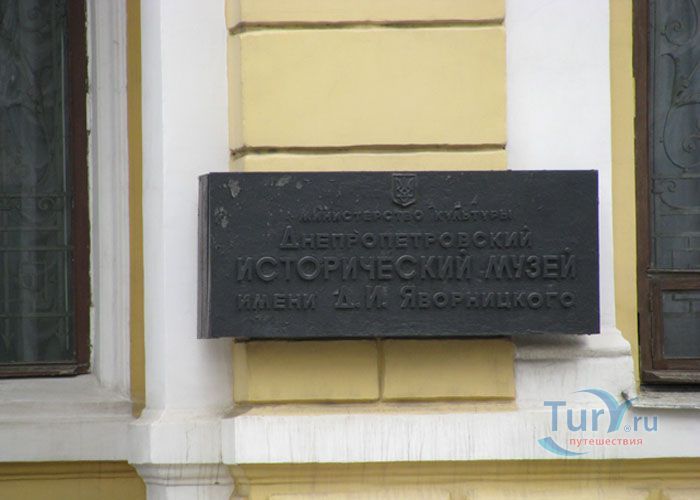 МИНИСТЕРСТВО КУЛЬТУРЫ
ДНЕПРОПЕТРОВСКИЙ
ИСТОРИЧЕСКИЙ МУЗЕЙ
ИМЕНИ Д. И. ЯВОРНИЦКОГО
Tury.ru
путешествия